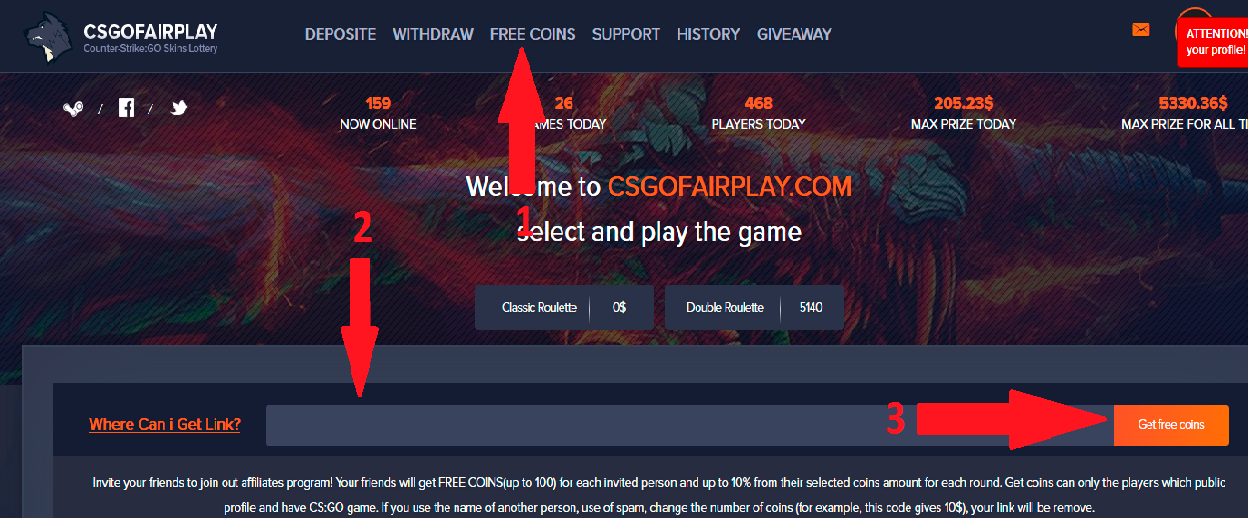 CSGOFAIRPLAY
Counter-Strike:GO Skins Lottery
DEPOSITE WITHDRAW FREE COINS SUPPORT HISTORY GIVEAWAY
ATTENTION!
your profile!
159 26 468 205.23$ 5330.36$
NOW ONLINE AMES TODAY PLAYERS TODAY MAX PRIZE TODAY MAX PRIZE FOR ALL TI
Welcome to CSGOFAIRPLAY.COM
1
select and play the game
2
Classic Roulette 0$ Double Roulette 5140
Where Can i Get Link? 3 Get free coins
Invite your friends to join out affiliates program! Your friends will get FREE COINS(up to 100) for each invited person and up to 10% from their selected coins amount for each round. Get coins can only the players which public
profile and have CS:GO game. If you use the name of another person, use of spam, change the number of coins (for example, this code gives 10$), your link will be remove.